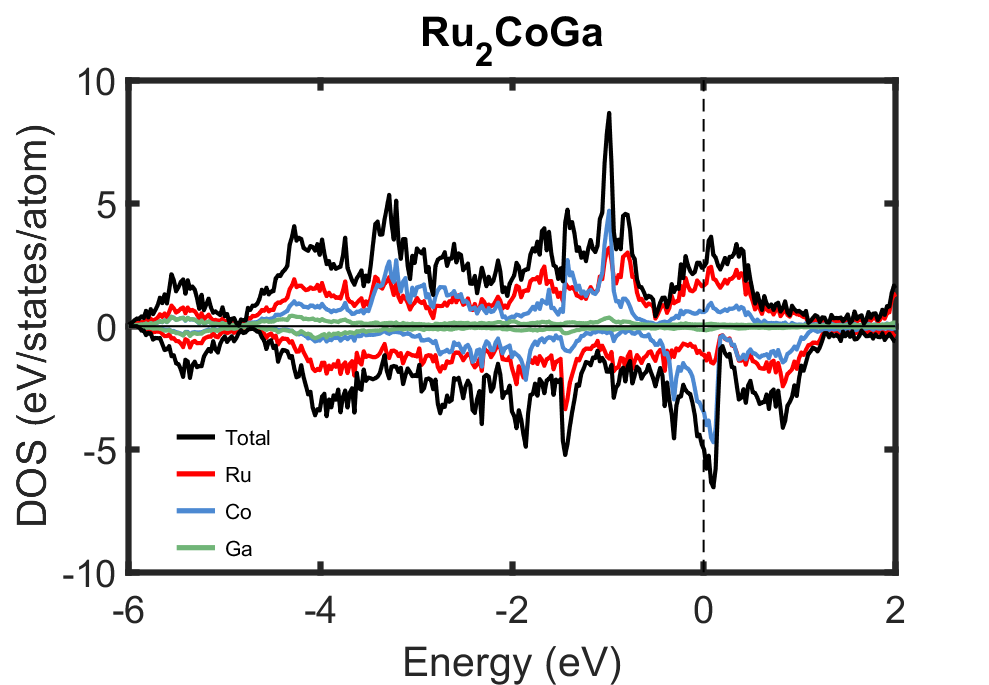 Ru2CoGa
DOS (eV/states/atom)
10
5
0
-5
-10
Total
Ru
Co
Ga
-6 -4 -2 0 2
Energy (eV)